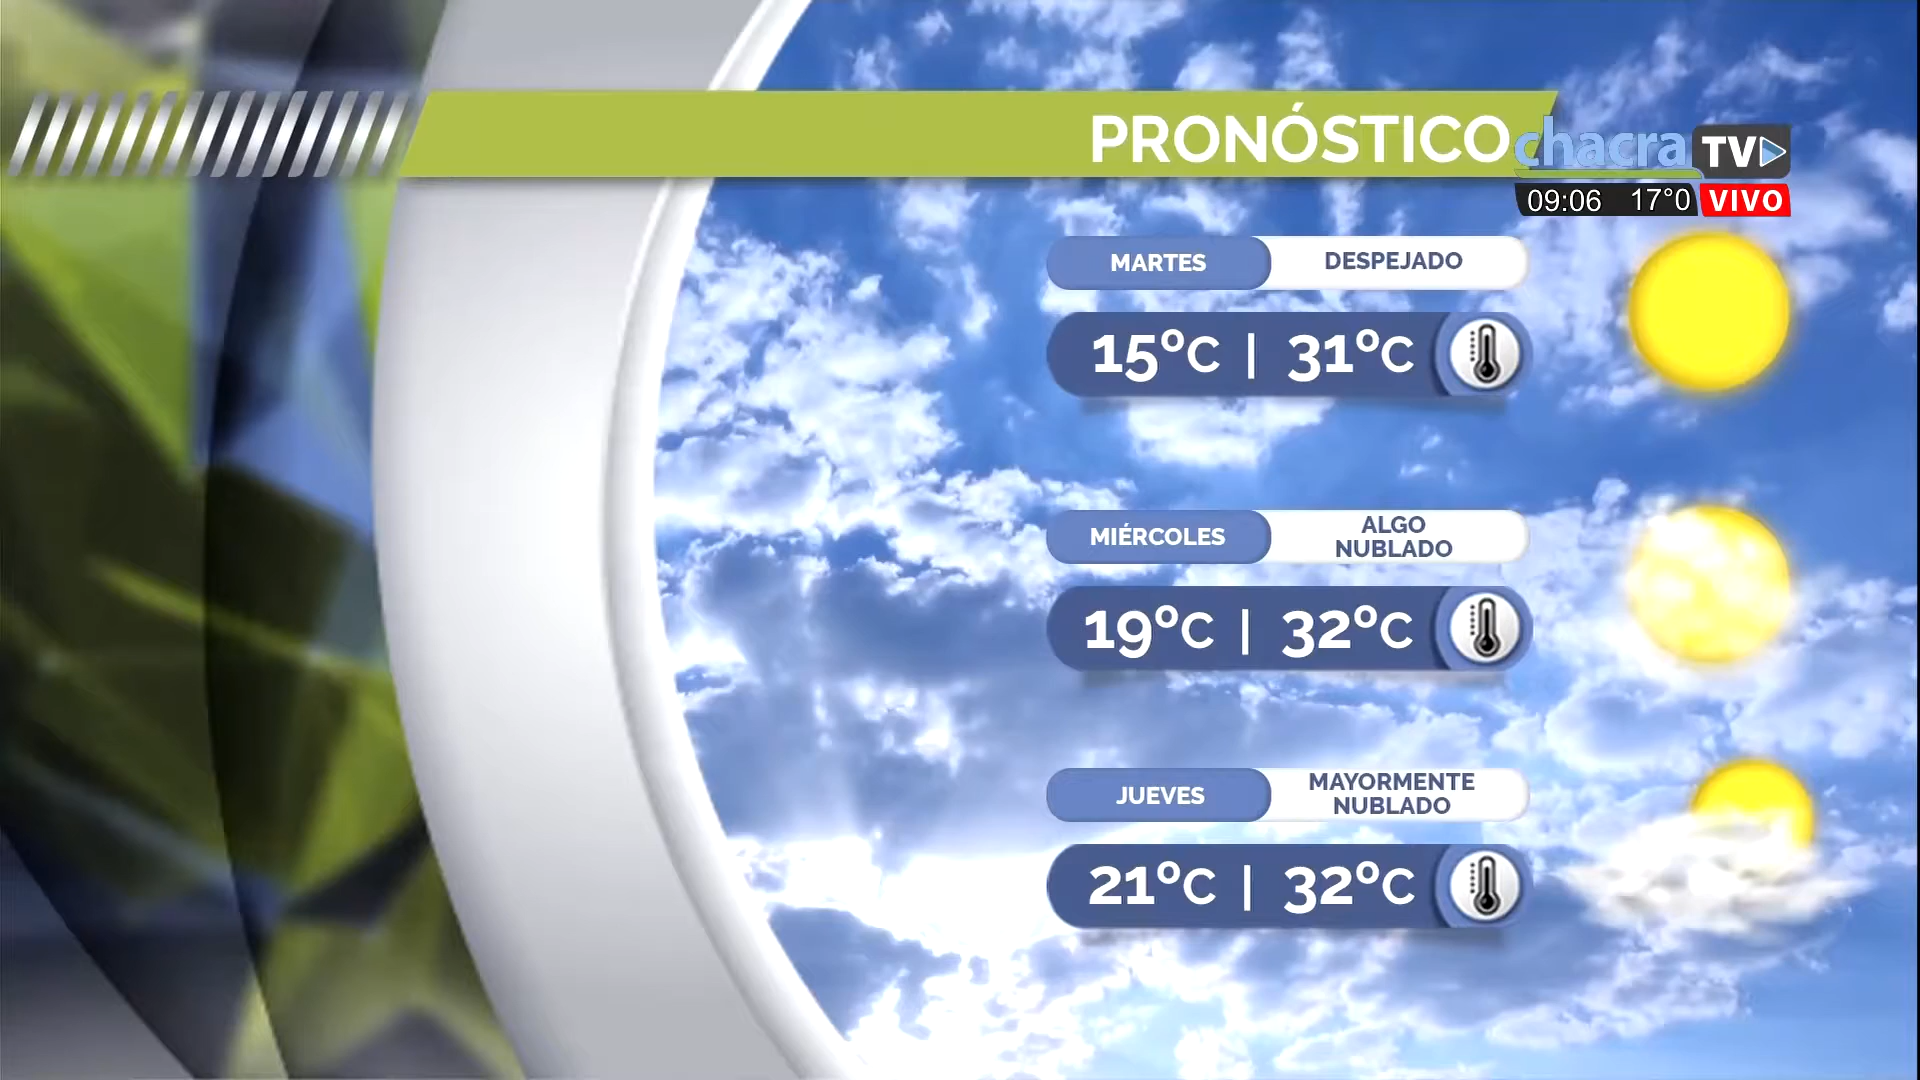 PRONÓSTICO
chacra TV
09:06 17°0 VIVO
MARTES DESPEJADO
15°C | 31°C
MIÉRCOLES ALGO
NUBLADO
19°C | 32°C
JUEVES MAYORMENTE
NUBLADO
21°C | 32°C